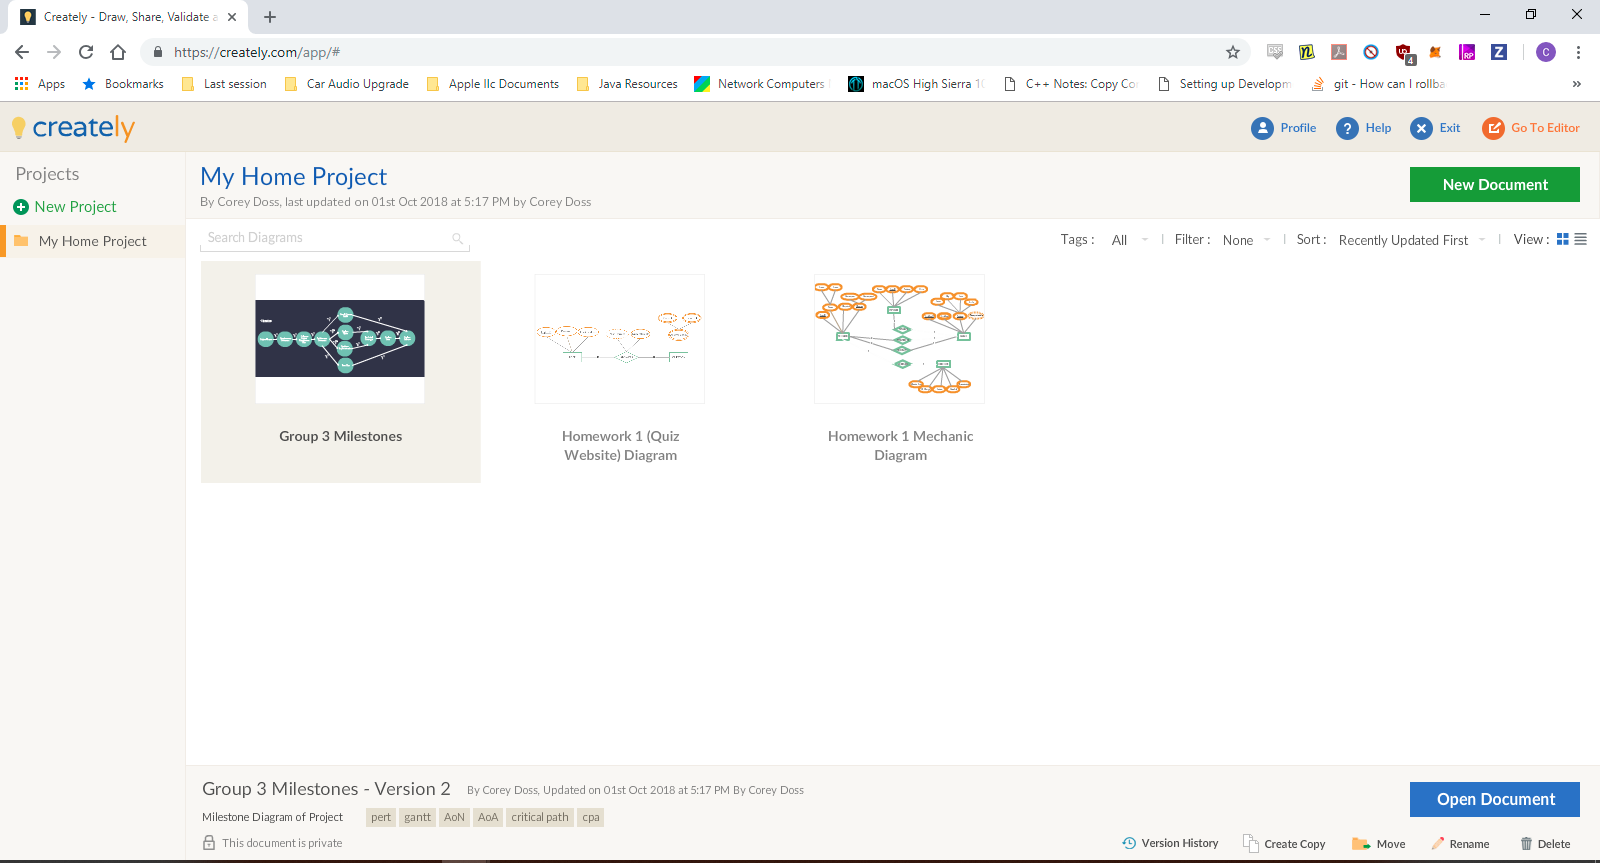 Creately - Draw, Share, Validate a
https://creately.com/app/#
4
C
Apps
Bookmarks
Last session
Car Audio Upgrade
Apple IIc Documents
Java Resources
Network Computers
macOS High Sierra 10
C++ Notes: Copy Co
Setting up Developm
git - How can I rollba
creately
Profile
Help
Exit
Go To Editor
Projects
New Project
My Home Project
My Home Project
By Corey Doss, last updated on 01st Oct 2018 at 5:17 PM by Corey Doss
New Document
Search Diagrams
Tags : All
Filter : None
Sort : Recently Updated First
View :
Group 3 Milestones
Homework 1 (Quiz
Website) Diagram
Homework 1 Mechanic
Diagram
Group 3 Milestones - Version 2
By Corey Doss, Updated on 01st Oct 2018 at 5:17 PM By Corey Doss
Open Document
Milestone Diagram of Project
pert gantt AoN AoA critical path cpa
This document is private
Version History
Create Copy
Move
Rename
Delete